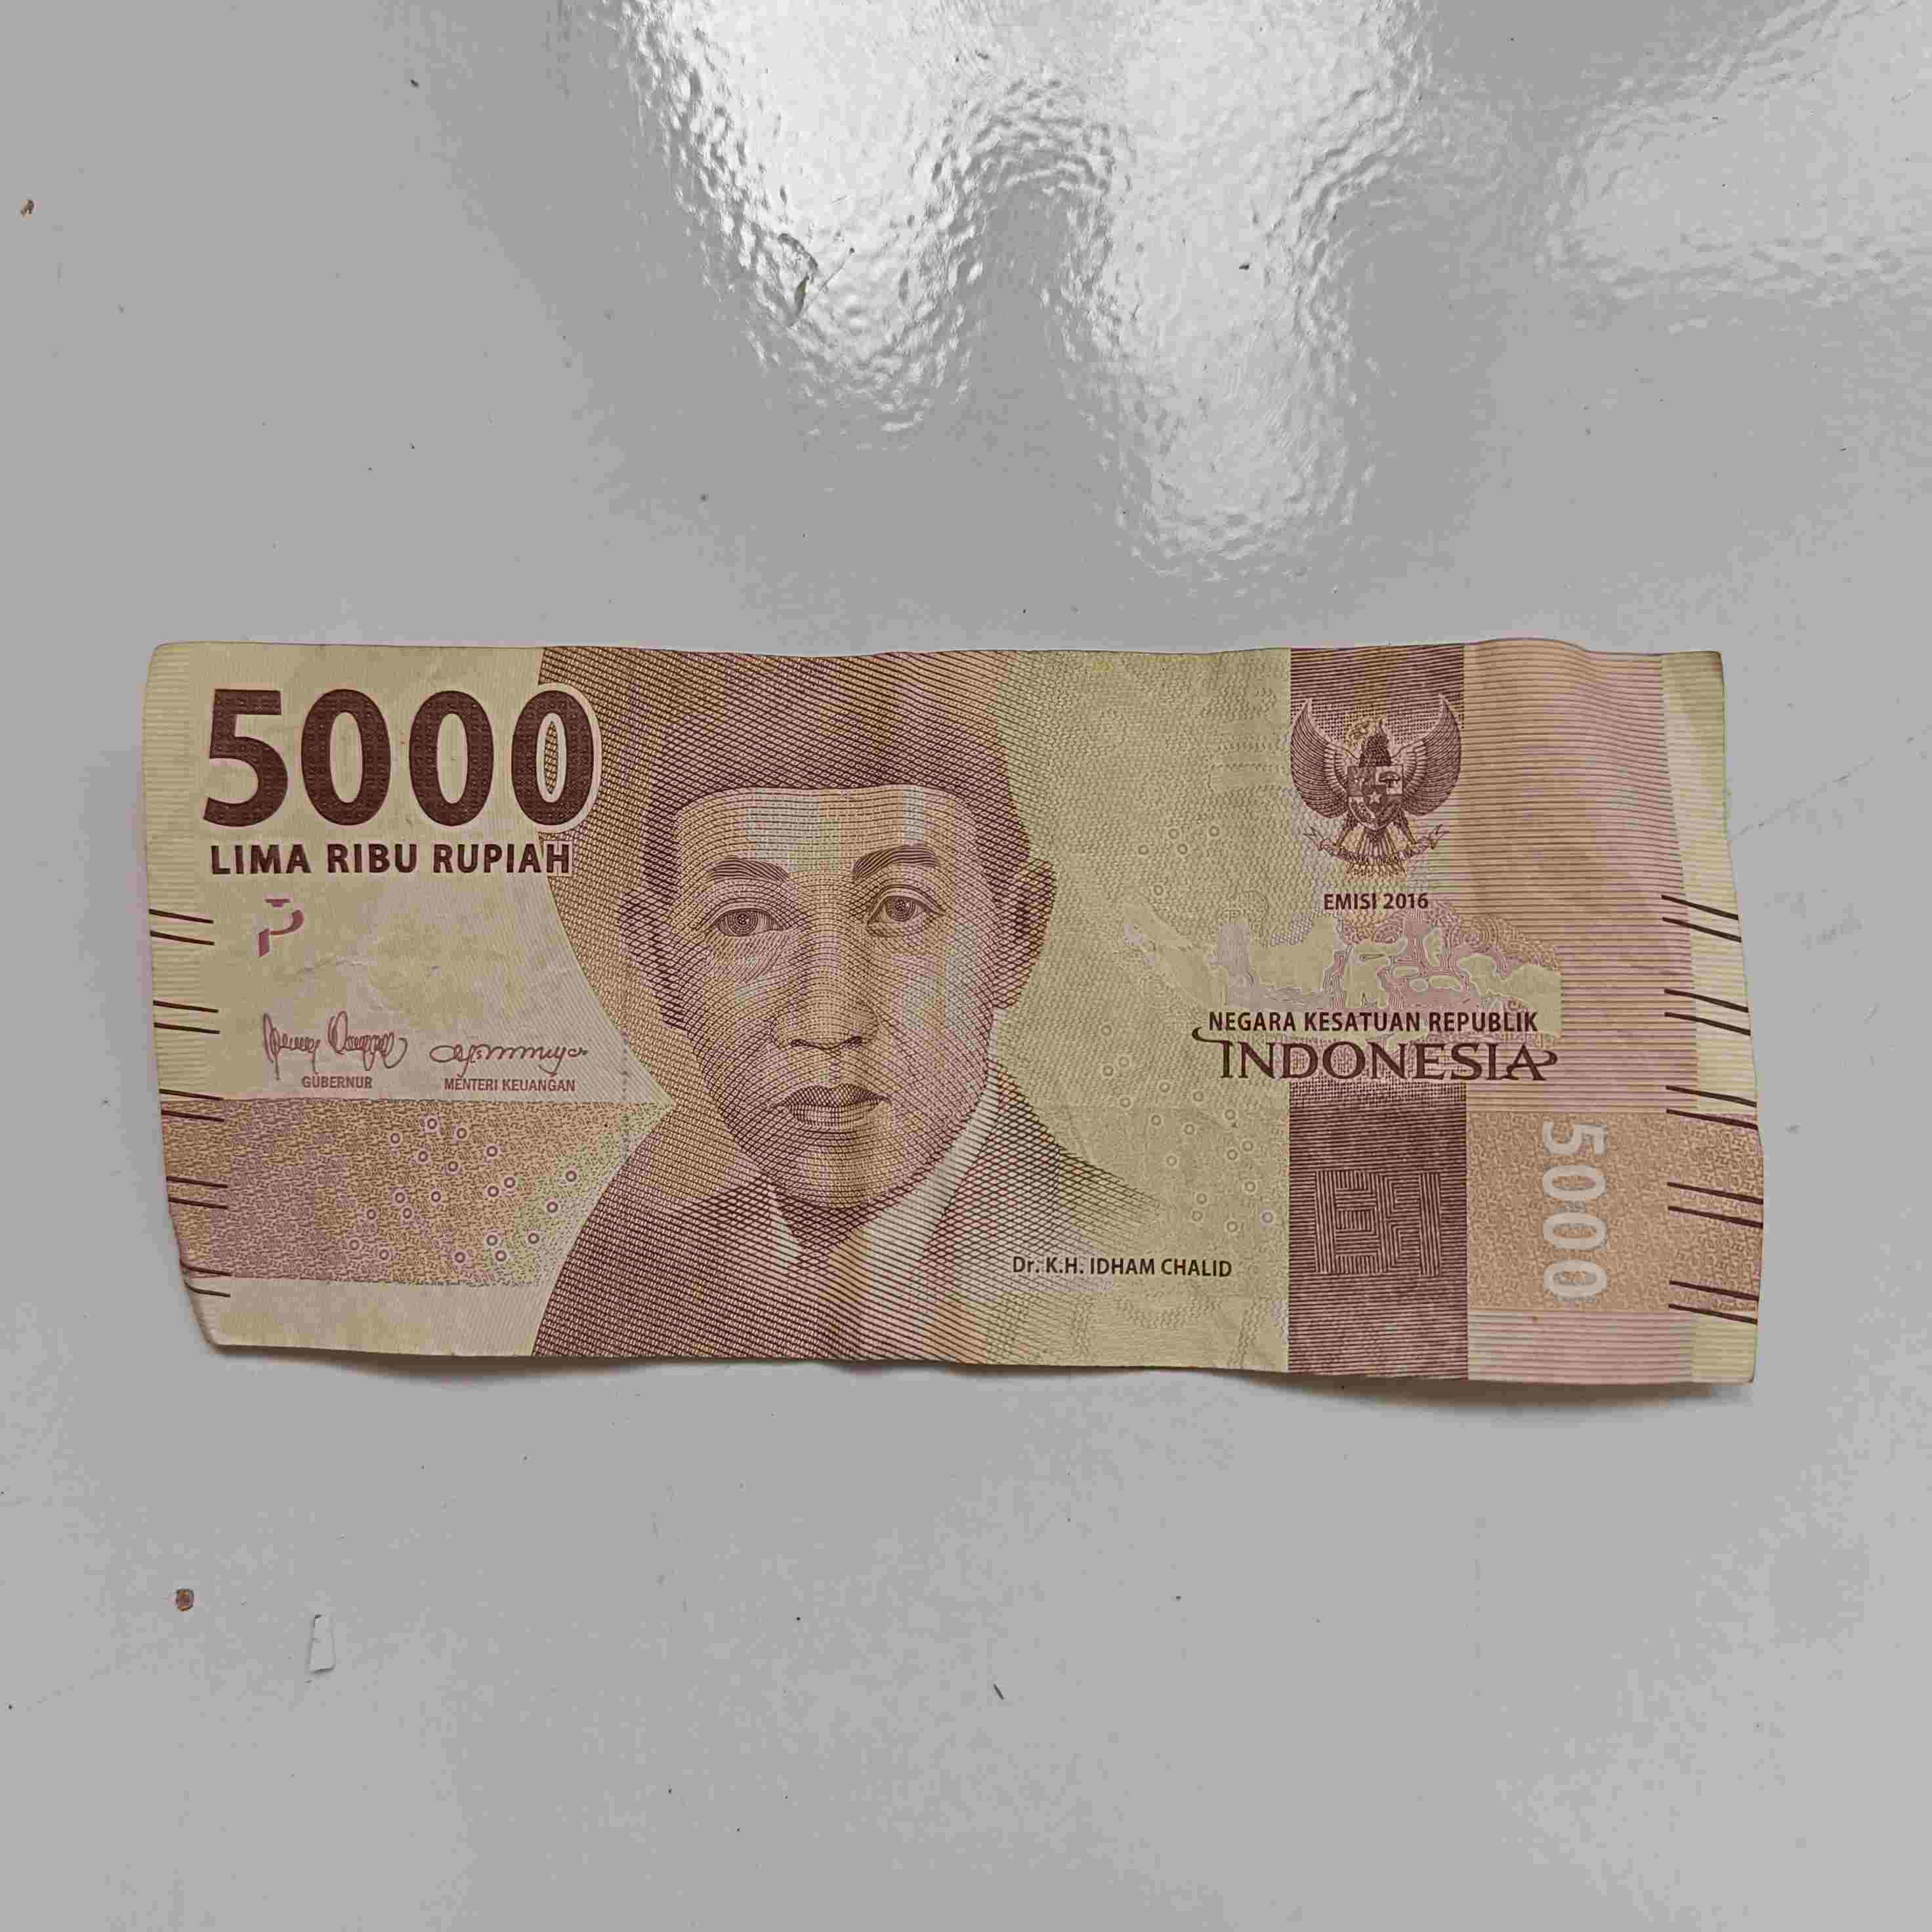 5000
LIMA RIBU RUPIAH
GUBERNUR
MENTERI KEUANGAN
EMISI 2016
NEGARA KESATUAN REPUBLIK
INDONESIA
Dr. K.H. IDHAM CHALID
5000